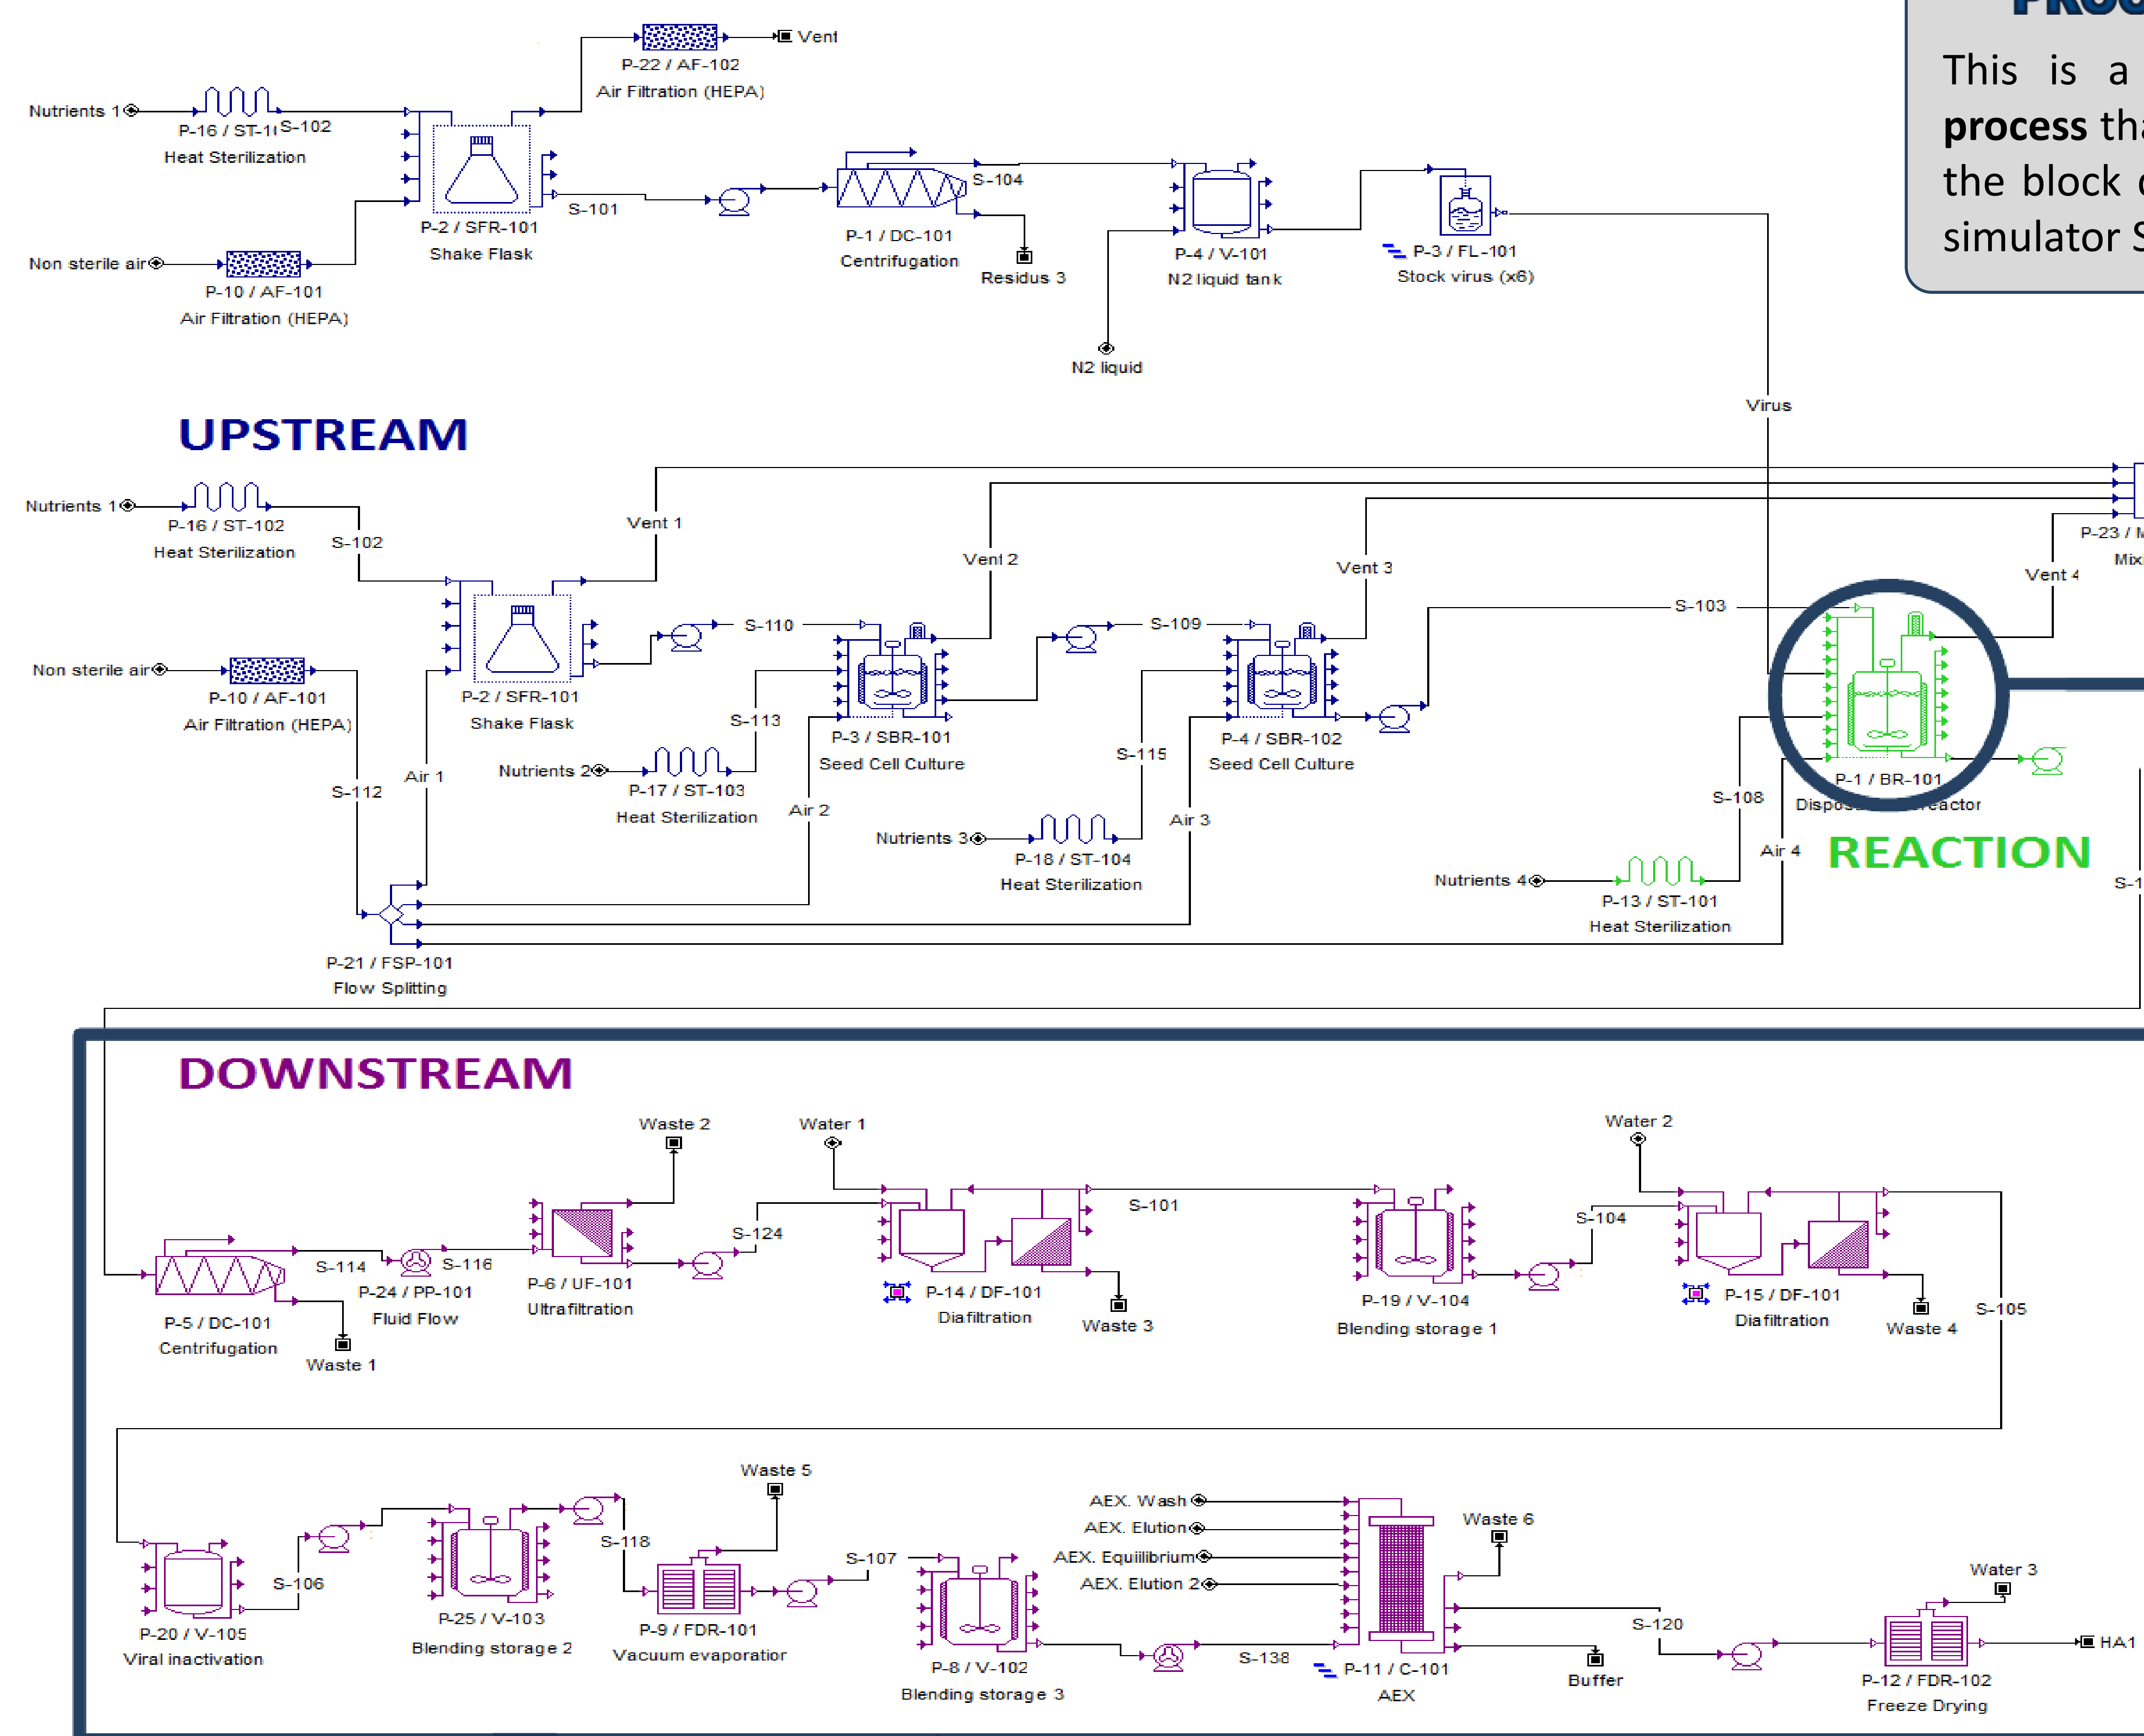 This is a
process tha
the block
simulator S
Vent
P-22 / AF-102
Air Filtration (HEPA)
Nutrients 1
P-16 / ST-1
S-102
Heat Sterilization
S-101
P-2 / SFR-101
Shake Flask
Non sterile air
P-10 / AF-101
Air Filtration (HEPA)
S-104
P-1 / DC-101
Centrifugation
Residus 3
P-4 / V-101
N2 liquid tank
N2 liquid
P-3 / FL-101
Stock virus (x6)
Virus
UPSTREAM
Nutrients 1
P-16 / ST-102
Heat Sterilization
S-102
Vent 1
Vent 2
Vent 3
Vent 4
P-23 / M
Mix
Non sterile air
P-10 / AF-101
Air Filtration (HEPA)
S-112
Air 1
P-2 / SFR-101
Shake Flask
S-110
S-113
Nutrients 2
P-17 / ST-103
Heat Sterilization
P-3 / SBR-101
Seed Cell Culture
Air 2
S-109
S-115
Nutrients 3
P-18 / ST-104
Heat Sterilization
P-4 / SBR-102
Seed Cell Culture
Air 3
S-103
S-108
P-1 / BR-101
Air 4
REACTION
Nutrients 4
P-13 / ST-101
Heat Sterilization
S-1
P-21 / FSP-101
Flow Splitting
DOWNSTREAM
Waste 2
Water 1
Water 2
S-114
P-24 / PP-101
Fluid Flow
S-116
P-5 / DC-101
Centrifugation
Waste 1
P-6 / UF-101
Ultrafiltration
S-124
P-14 / DF-101
Diafiltration
Waste 3
S-101
P-19 / V-104
Blending storage 1
S-104
P-15 / DF-101
Diafiltration
Waste 4
S-105
Waste 5
P-20 / V-105
Viral inactivation
S-106
P-25 / V-103
Blending storage 2
S-118
P-9 / FDR-101
Vacuum evaporatior
S-107
P-8 / V-102
Blending storage 3
S-138
AEX. Wash
AEX. Elution
AEX. Equiilibrium
AEX. Elution 2
P-11 / C-101
AEX
Waste 6
Buffer
S-120
Water 3
P-12 / FDR-102
Freeze Drying
HA1